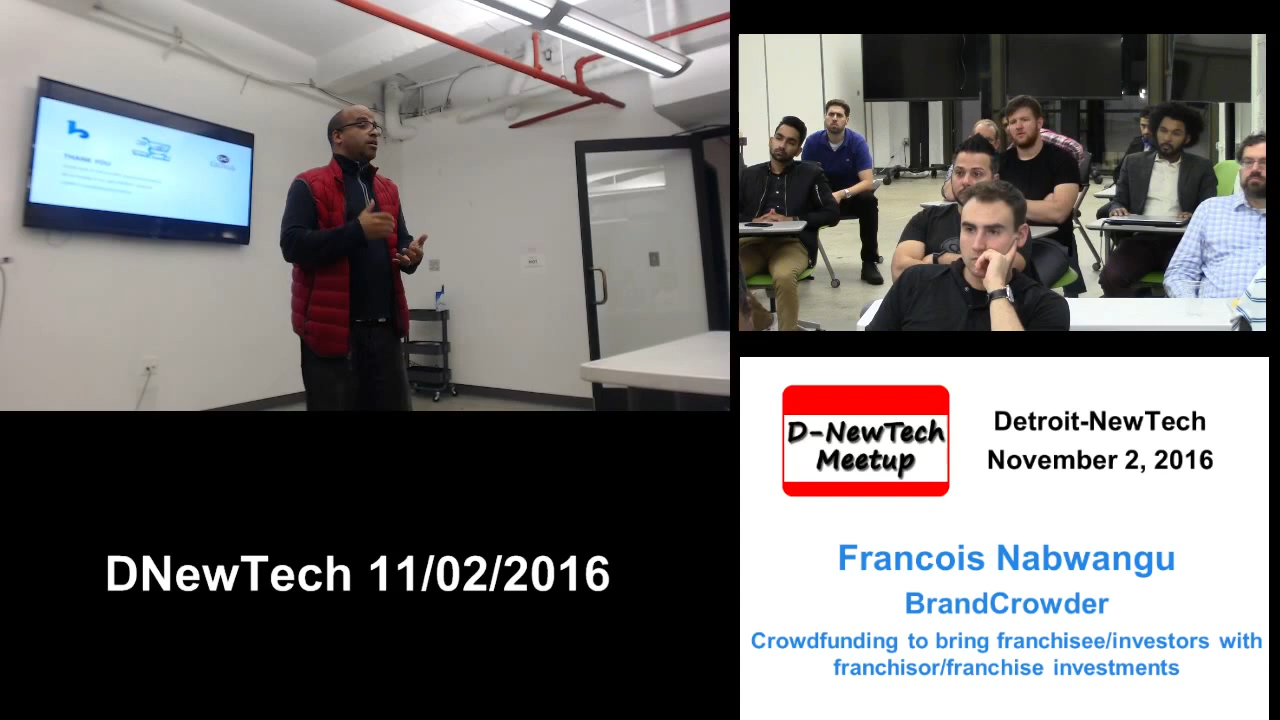 THANK YOU
DNewTech 11/02/2016
D-NewTech
Meetup
Detroit-NewTech
November 2, 2016
Francois Nabwangu
BrandCrowder
Crowdfunding to bring franchisee/investors with
franchisor/franchise investments